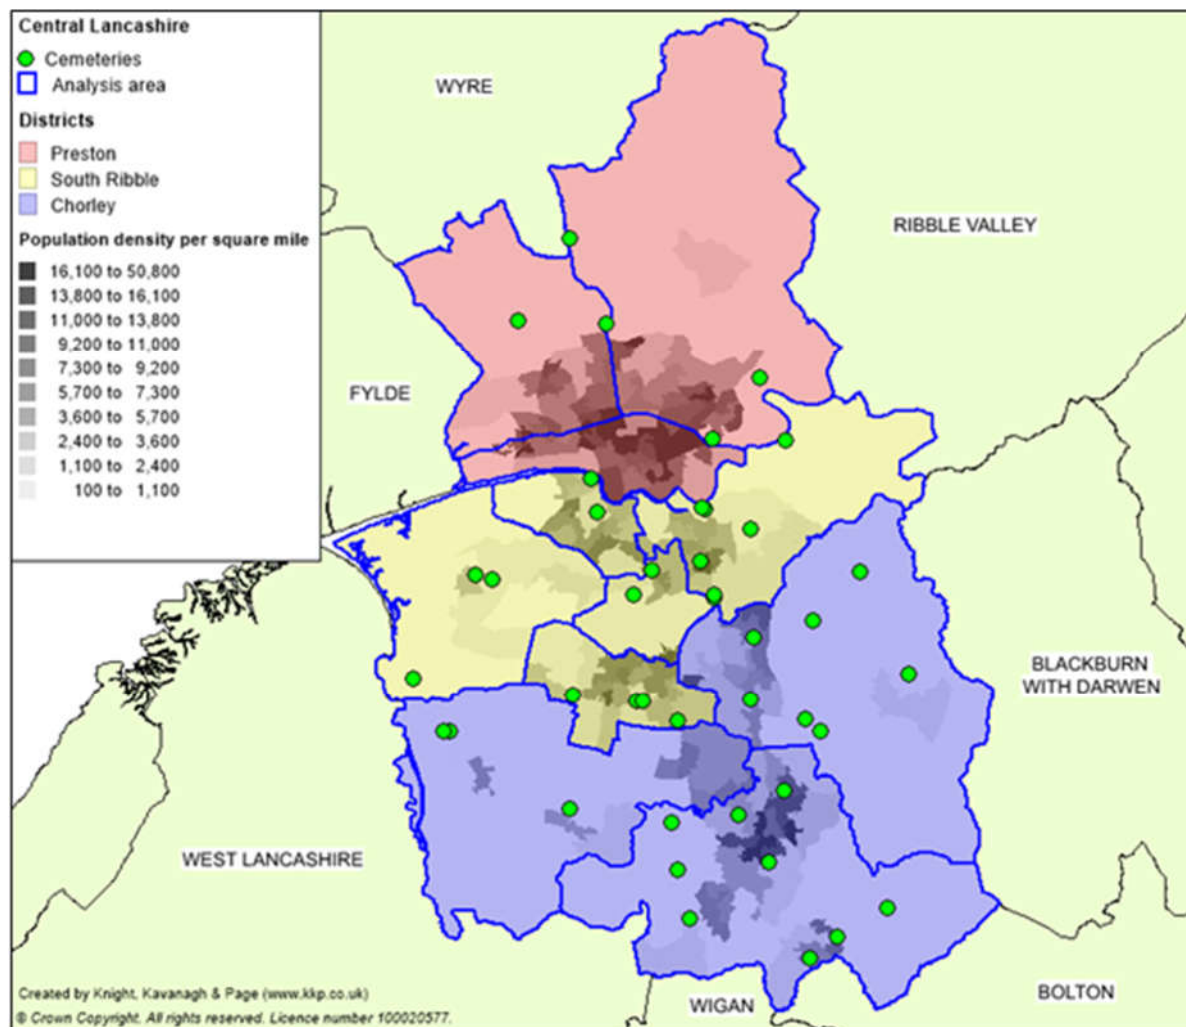 Central Lancashire
Cemeteries
Analysis area
Districts
Preston
South Ribble
Chorley
Population density per square mile
16,100 to 50,800
13,800 to 16,100
11,000 to 13,800
9,200 to 11,000
7,300 to 9,200
5,700 to 7,300
3,600 to 5,700
2,400 to 3,600
1,100 to 2,400
100 to 1,100
WYRE
RIBBLE VALLEY
FYLDE
BLACKBURN
WITH DARWEN
WEST LANCASHIRE
WIGAN
BOLTON
Created by Knight, Kavanagh & Page (www.kkp.co.uk)
© Crown Copyright. All rights reserved. Licence number 100020577.